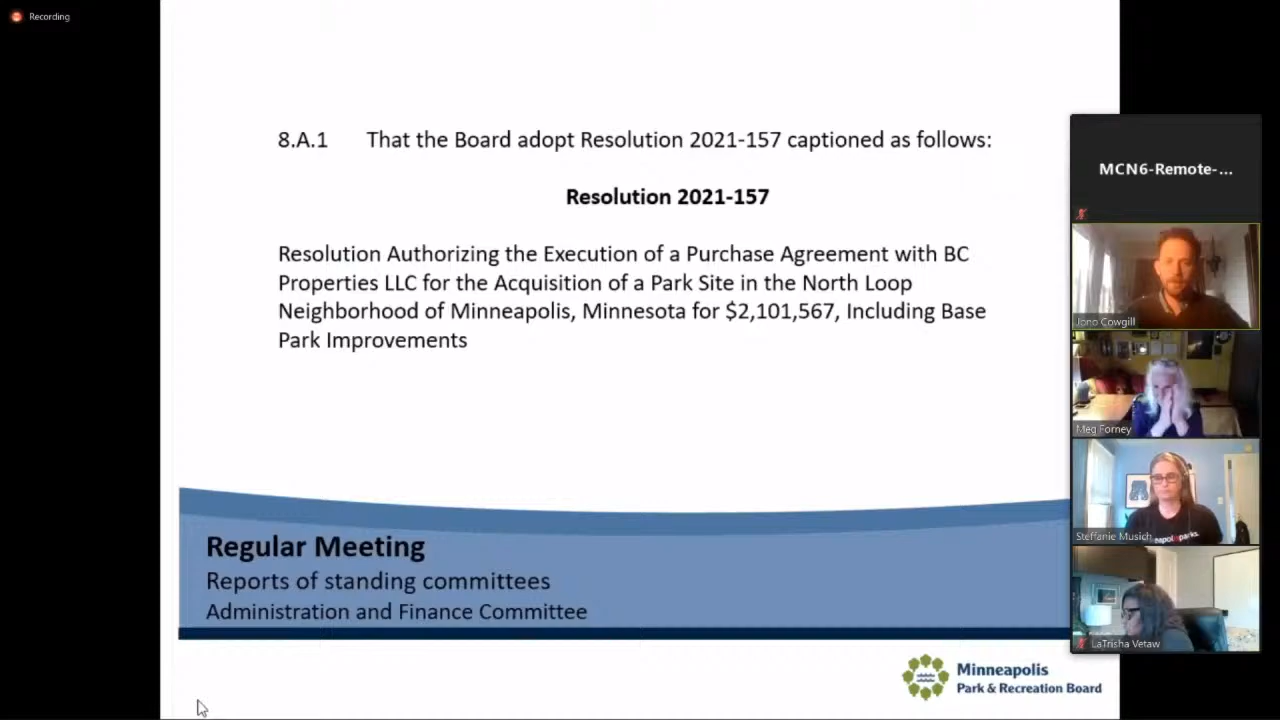 Recording
8.A.1 That the Board adopt Resolution 2021-157 captioned as follows:
Resolution 2021-157
Resolution Authorizing the Execution of a Purchase Agreement with BC
Properties LLC for the Acquisition of a Park Site in the North Loop
Neighborhood of Minneapolis, Minnesota for $2,101,567, Including Base
Park Improvements
Regular Meeting
Reports of standing committees
Administration and Finance Committee
Minneapolis
Park & Recreation Board
MCN6-Remote-...
Jono Cowgill
Meg Forney
Steffanie Musich
LaTrisha Vetaw